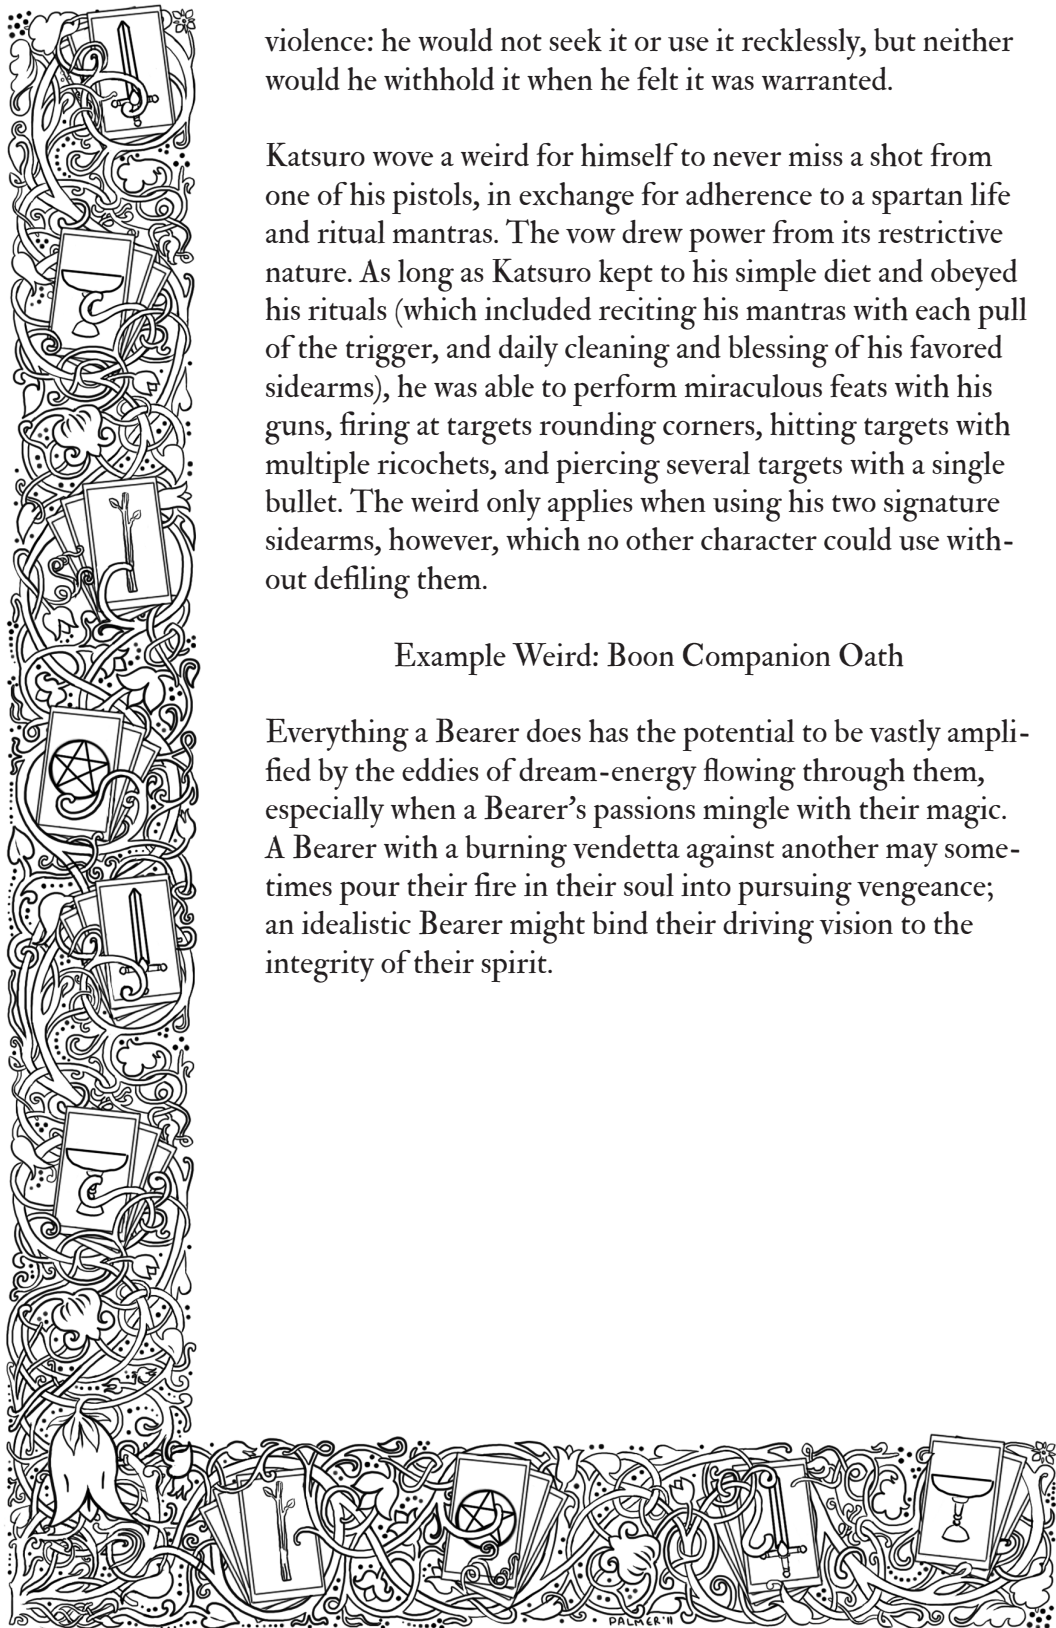 violence: he would not seek it or use it recklessly, but neither
would he withhold it when he felt it was warranted.
Katsuro wove a weird for himself to never miss a shot from
one of his pistols, in exchange for adherence to a spartan life
and ritual mantras. The vow drew power from its restrictive
nature. As long as Katsuro kept to his simple diet and obeyed
his rituals (which included reciting his mantras with each pull
of the trigger, and daily cleaning and blessing of his favored
sidearms), he was able to perform miraculous feats with his
guns, firing at targets rounding corners, hitting targets with
multiple ricochets, and piercing several targets with a single
bullet. The weird only applies when using his two signature
sidearms, however, which no other character could use with-
out defiling them.
Example Weird: Boon Companion Oath
Everything a Bearer does has the potential to be vastly ampli-
fied by the eddies of dream-energy flowing through them,
especially when a Bearer’s passions mingle with their magic.
A Bearer with a burning vendetta against another may some-
times pour their fire in their soul into pursuing vengeance;
an idealistic Bearer might bind their driving vision to the
integrity of their spirit.
PALMER'11